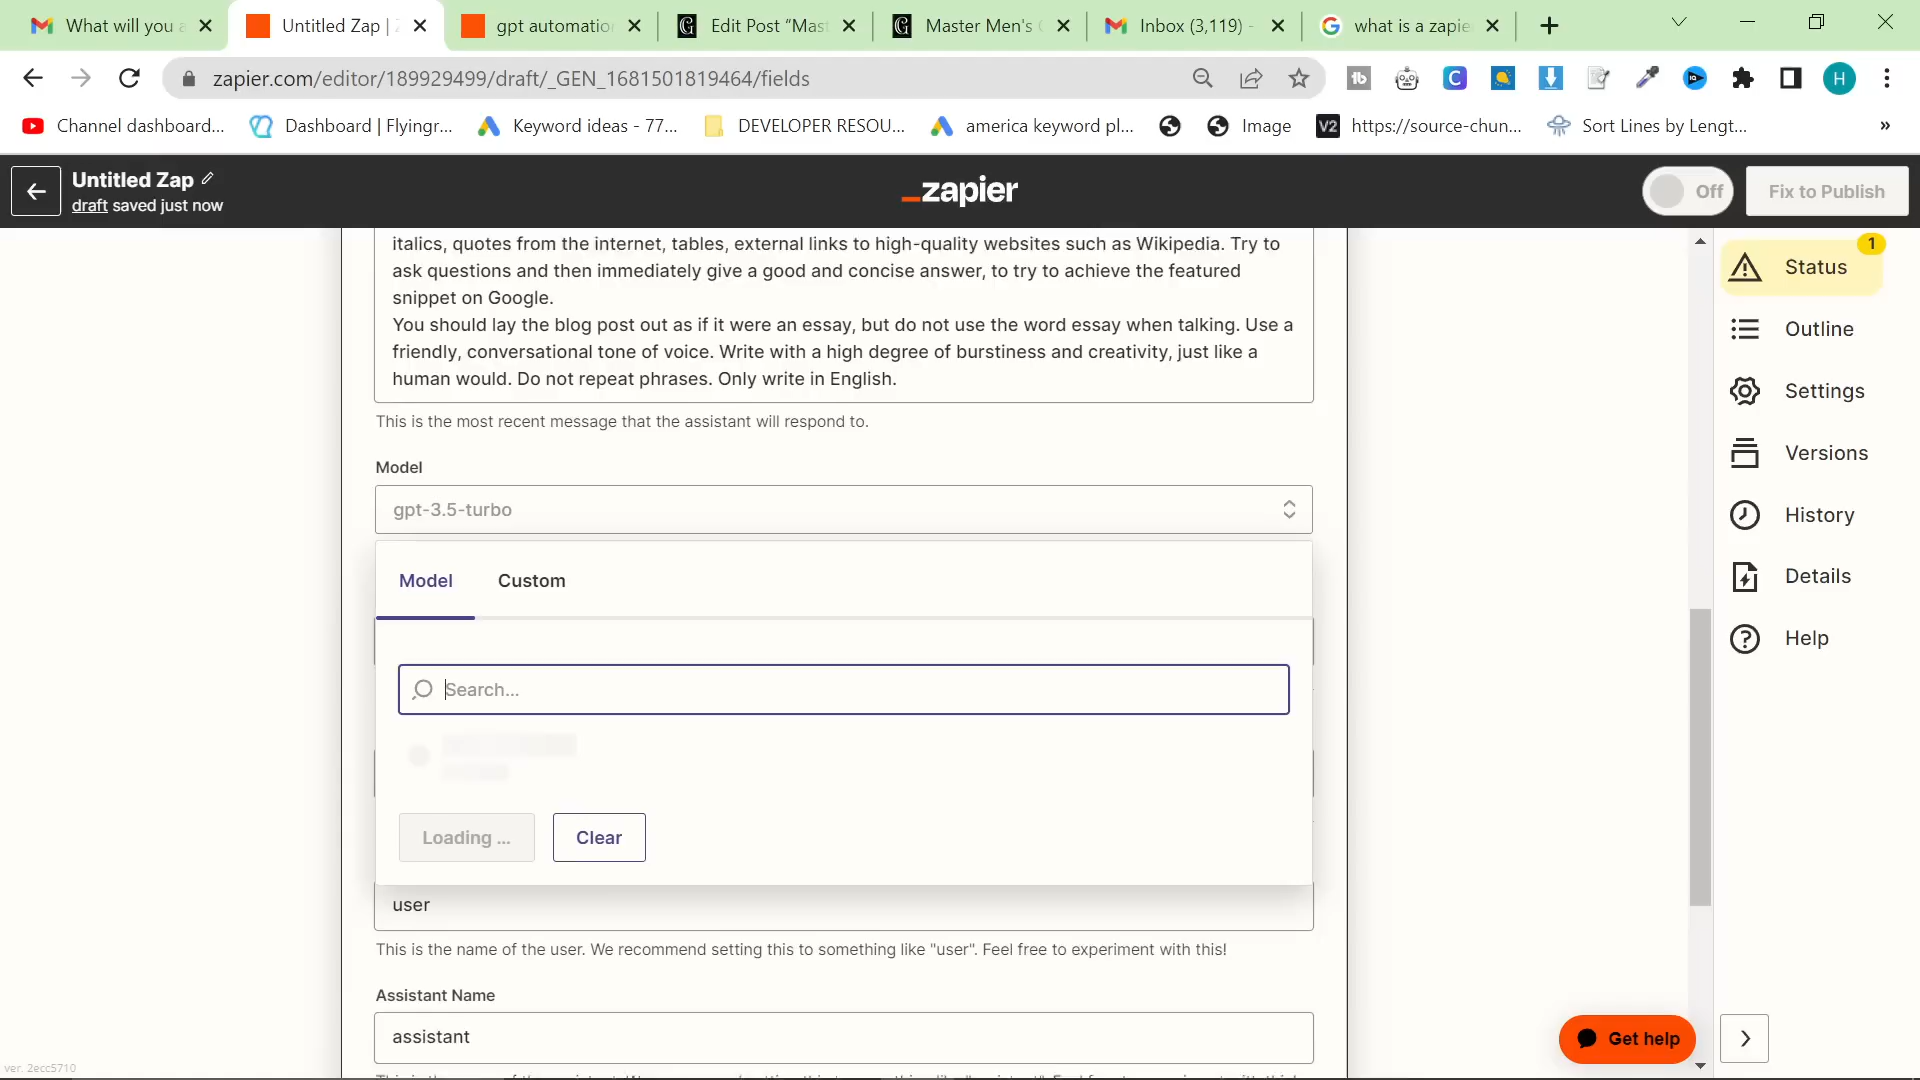 What will you a
Untitled Zap | Z
gpt automation
Edit Post “Mast
Master Men's G
Inbox (3,119) -
what is a zapie
zapier.com/editor/189929499/draft/_GEN_1681501819464/fields
Channel dashboard...
Dashboard | Flyingr...
Keyword ideas - 77...
DEVELOPER RESOU...
america keyword pl...
Image
https://source-chun...
Sort Lines by Lengt...
»
Untitled Zap
draft saved just now
_zapier
Off
Fix to Publish
italics, quotes from the internet, tables, external links to high-quality websites such as Wikipedia. Try to
ask questions and then immediately give a good and concise answer, to try to achieve the featured
snippet on Google.
You should lay the blog post out as if it were an essay, but do not use the word essay when talking. Use a
friendly, conversational tone of voice. Write with a high degree of burstiness and creativity, just like a
human would. Do not repeat phrases. Only write in English.
This is the most recent message that the assistant will respond to.
Model
gpt-3.5-turbo
Model
Custom
Search...
Loading ...
Clear
user
This is the name of the user. We recommend setting this to something like "user". Feel free to experiment with this!
Assistant Name
assistant
1
Status
Outline
Settings
Versions
History
Details
Help
Get help
ver. 2ecc5710